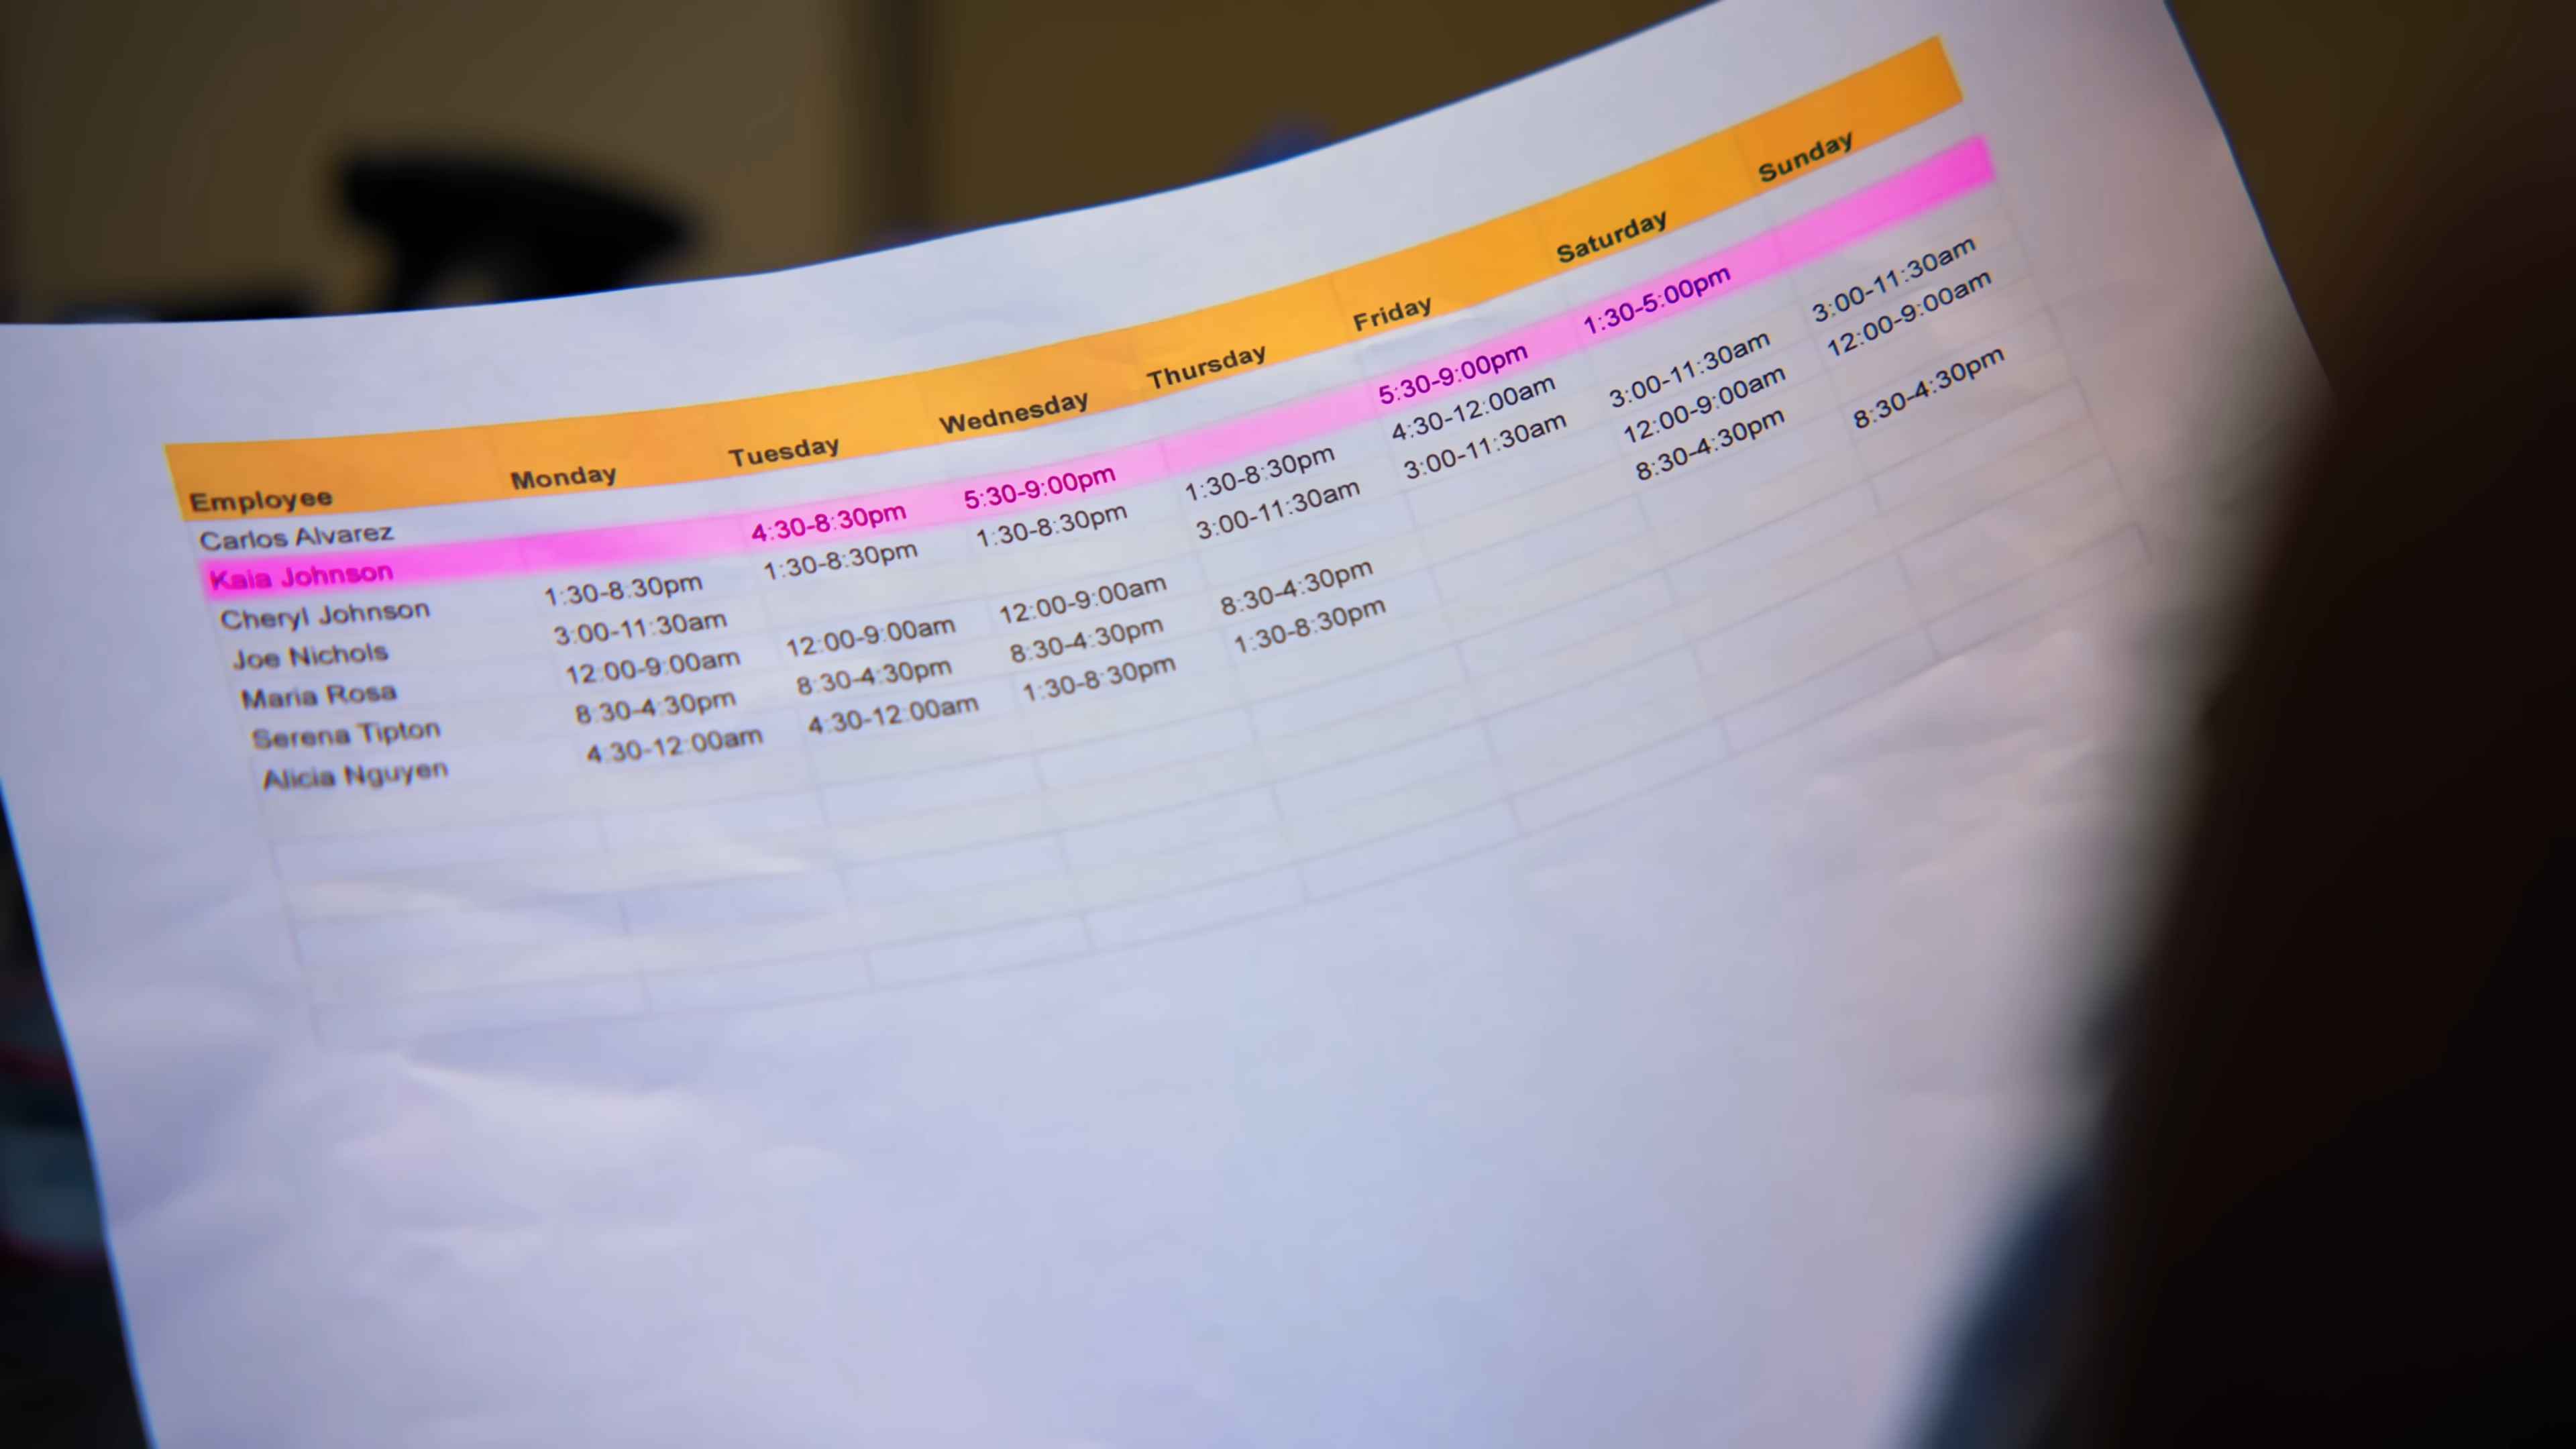 Employee Monday Tuesday Wednesday Thursday Friday Saturday Sunday
Carlos Alvarez
Kaia Johnson 4:30-8:30pm 5:30-9:00pm 5:30-9:00pm 1:30-5:00pm
Cheryl Johnson 1:30-8:30pm 1:30-8:30pm 1:30-8:30pm 1:30-8:30pm 4:30-12:00am
Joe Nichols 3:00-11:30am 3:00-11:30am 3:00-11:30am 3:00-11:30am 3:00-11:30am
Maria Rosa 12:00-9:00am 12:00-9:00am 12:00-9:00am 12:00-9:00am 12:00-9:00am
Serena Tipton 8:30-4:30pm 8:30-4:30pm 8:30-4:30pm 8:30-4:30pm 8:30-4:30pm
Alicia Nguyen 4:30-12:00am 4:30-12:00am 1:30-8:30pm 1:30-8:30pm 8:30-4:30pm